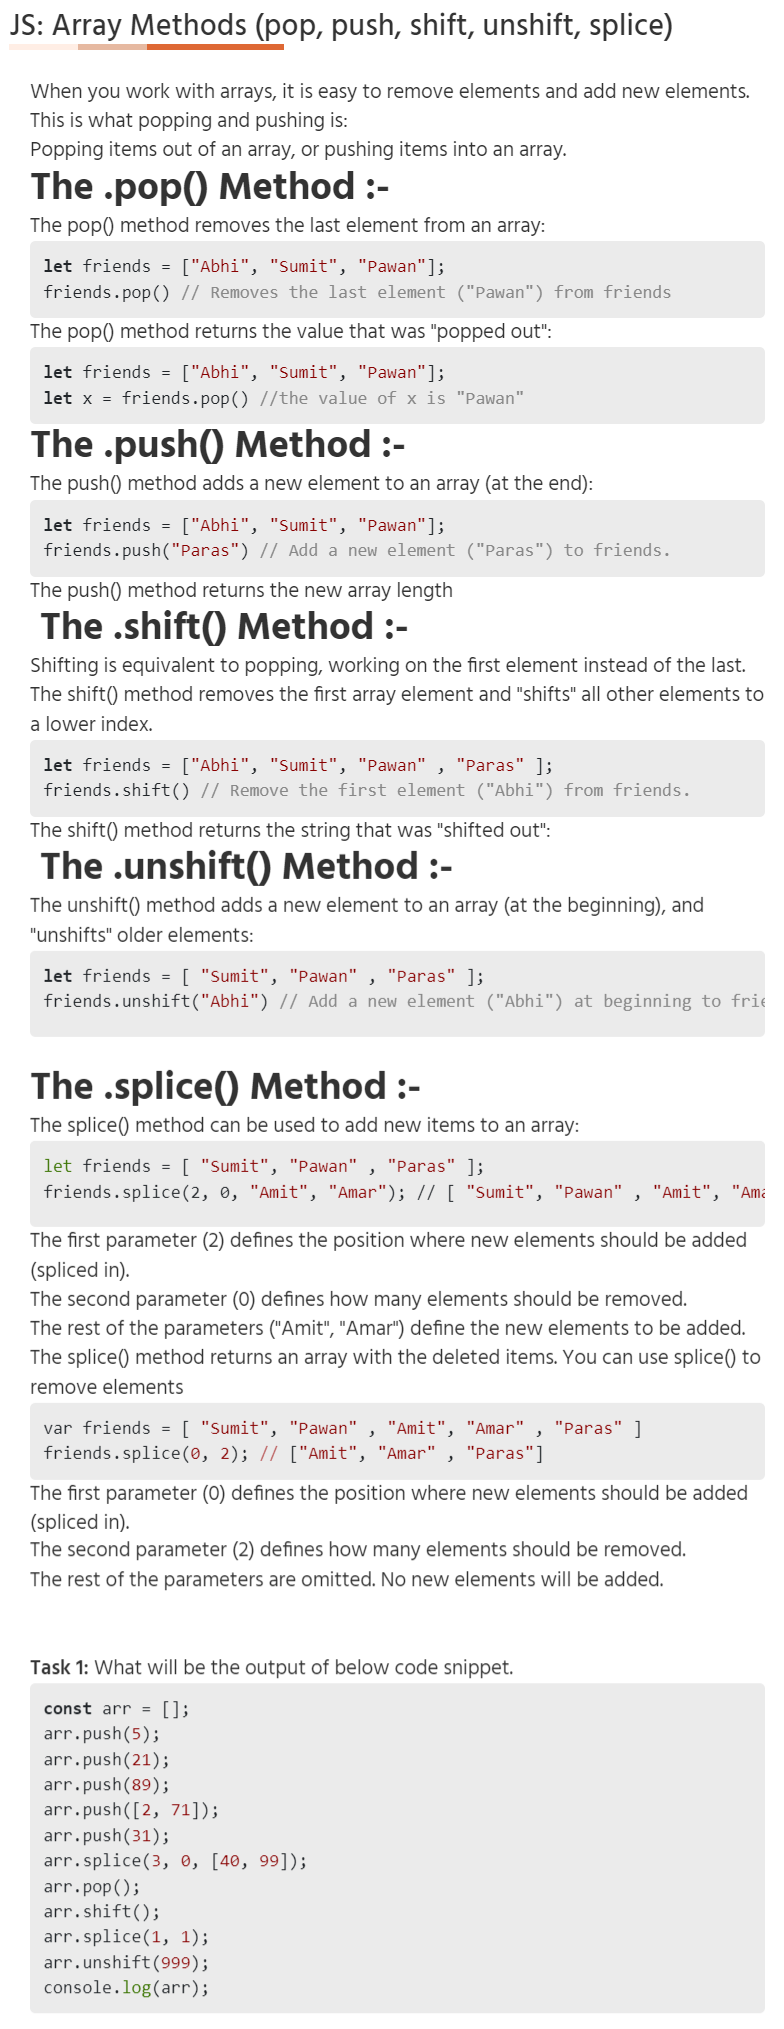 JS: Array Methods (pop, push, shift, unshift, splice)
When you work with arrays, it is easy to remove elements and add new elements.
This is what popping and pushing is:
Popping items out of an array, or pushing items into an array.
The .pop() Method :-
The pop() method removes the last element from an array:
let friends = ["Abhi", "Sumit", "Pawan"];
friends.pop() // Removes the last element ("Pawan") from friends
The pop() method returns the value that was "popped out":
let friends = ["Abhi", "Sumit", "Pawan"];
let x = friends.pop() //the value of x is "Pawan"
The .push() Method :-
The push() method adds a new element to an array (at the end):
let friends = ["Abhi", "Sumit", "Pawan"];
friends.push("Paras") // Add a new element ("Paras") to friends.
The push() method returns the new array length
The .shift() Method :-
Shifting is equivalent to popping, working on the first element instead of the last.
The shift() method removes the first array element and "shifts" all other elements to
a lower index.
let friends = ["Abhi", "Sumit", "Pawan" , "Paras" ];
friends.shift() // Remove the first element ("Abhi") from friends.
The shift() method returns the string that was "shifted out":
The .unshift() Method :-
The unshift() method adds a new element to an array (at the beginning), and
"unshifts" older elements:
let friends = [ "Sumit", "Pawan" , "Paras" ];
friends.unshift("Abhi") // Add a new element ("Abhi") at beginning to frie
The .splice() Method :-
The splice() method can be used to add new items to an array:
let friends = [ "Sumit", "Pawan" , "Paras" ];
friends.splice(2, 0, "Amit", "Amar"); // [ "Sumit", "Pawan" , "Amit", "Ama
The first parameter (2) defines the position where new elements should be added
(spliced in).
The second parameter (0) defines how many elements should be removed.
The rest of the parameters ("Amit", "Amar") define the new elements to be added.
The splice() method returns an array with the deleted items. You can use splice() to
remove elements
var friends = [ "Sumit", "Pawan" , "Amit", "Amar" , "Paras" ]
friends.splice(0, 2); // ["Amit", "Amar" , "Paras"]
The first parameter (0) defines the position where new elements should be added
(spliced in).
The second parameter (2) defines how many elements should be removed.
The rest of the parameters are omitted. No new elements will be added.
Task 1: What will be the output of below code snippet.
const arr = [];
arr.push(5);
arr.push(21);
arr.push(89);
arr.push([2, 71]);
arr.push(31);
arr.splice(3, 0, [40, 99]);
arr.pop();
arr.shift();
arr.splice(1, 1);
arr.unshift(999);
console.log(arr);